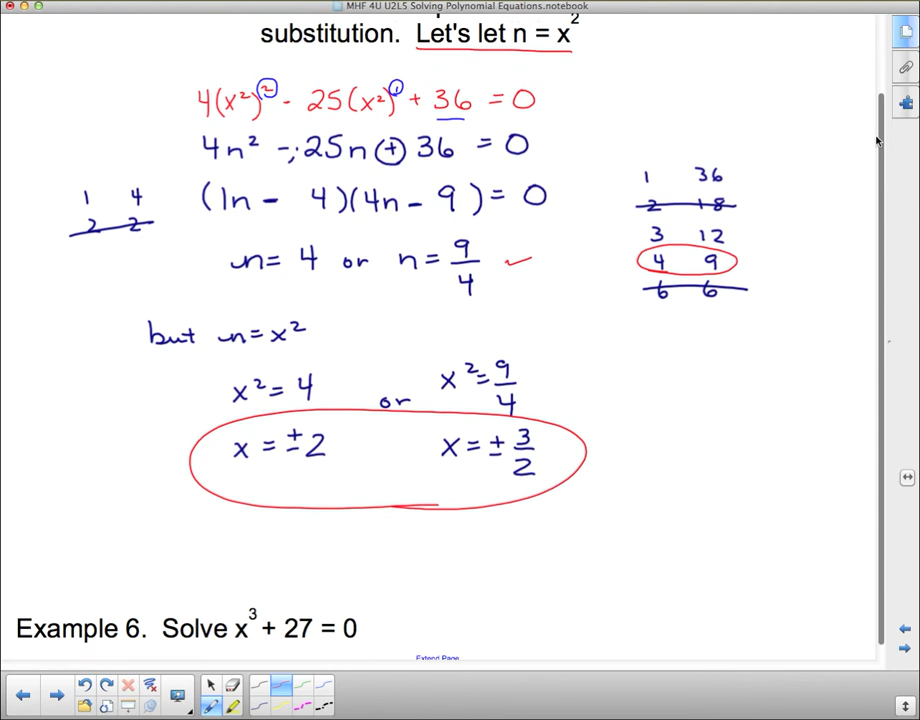 MHF 4U U2L5 Solving Polynomial Equations.notebook
substitution. Let's let n = x²
4(x²)² - 25(x²)¹ + 36 = 0
4n² - 25n + 36 = 0
1 4
2 2
(1n - 4)(4n - 9) = 0
1 36
2 18
3 12
4 9
6 6
n = 4 or n = 9/4 ✓
but n = x²
x² = 4 or x² = 9/4
x = ±2 x = ± 3/2
Example 6. Solve x³ + 27 = 0
Extend Page